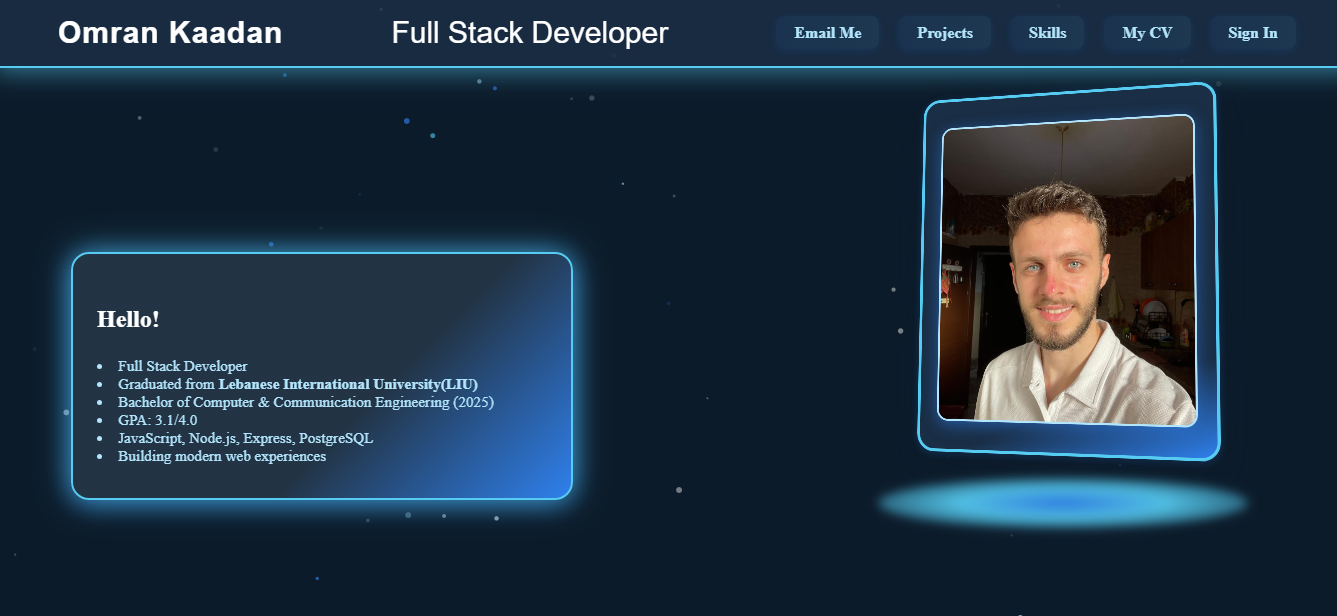 Omran Kaadan
Full Stack Developer
Email Me
Projects
Skills
My CV
Sign In
Hello!
Full Stack Developer
Graduated from Lebanese International University(LIU)
Bachelor of Computer & Communication Engineering (2025)
GPA: 3.1/4.0
JavaScript, Node.js, Express, PostgreSQL
Building modern web experiences